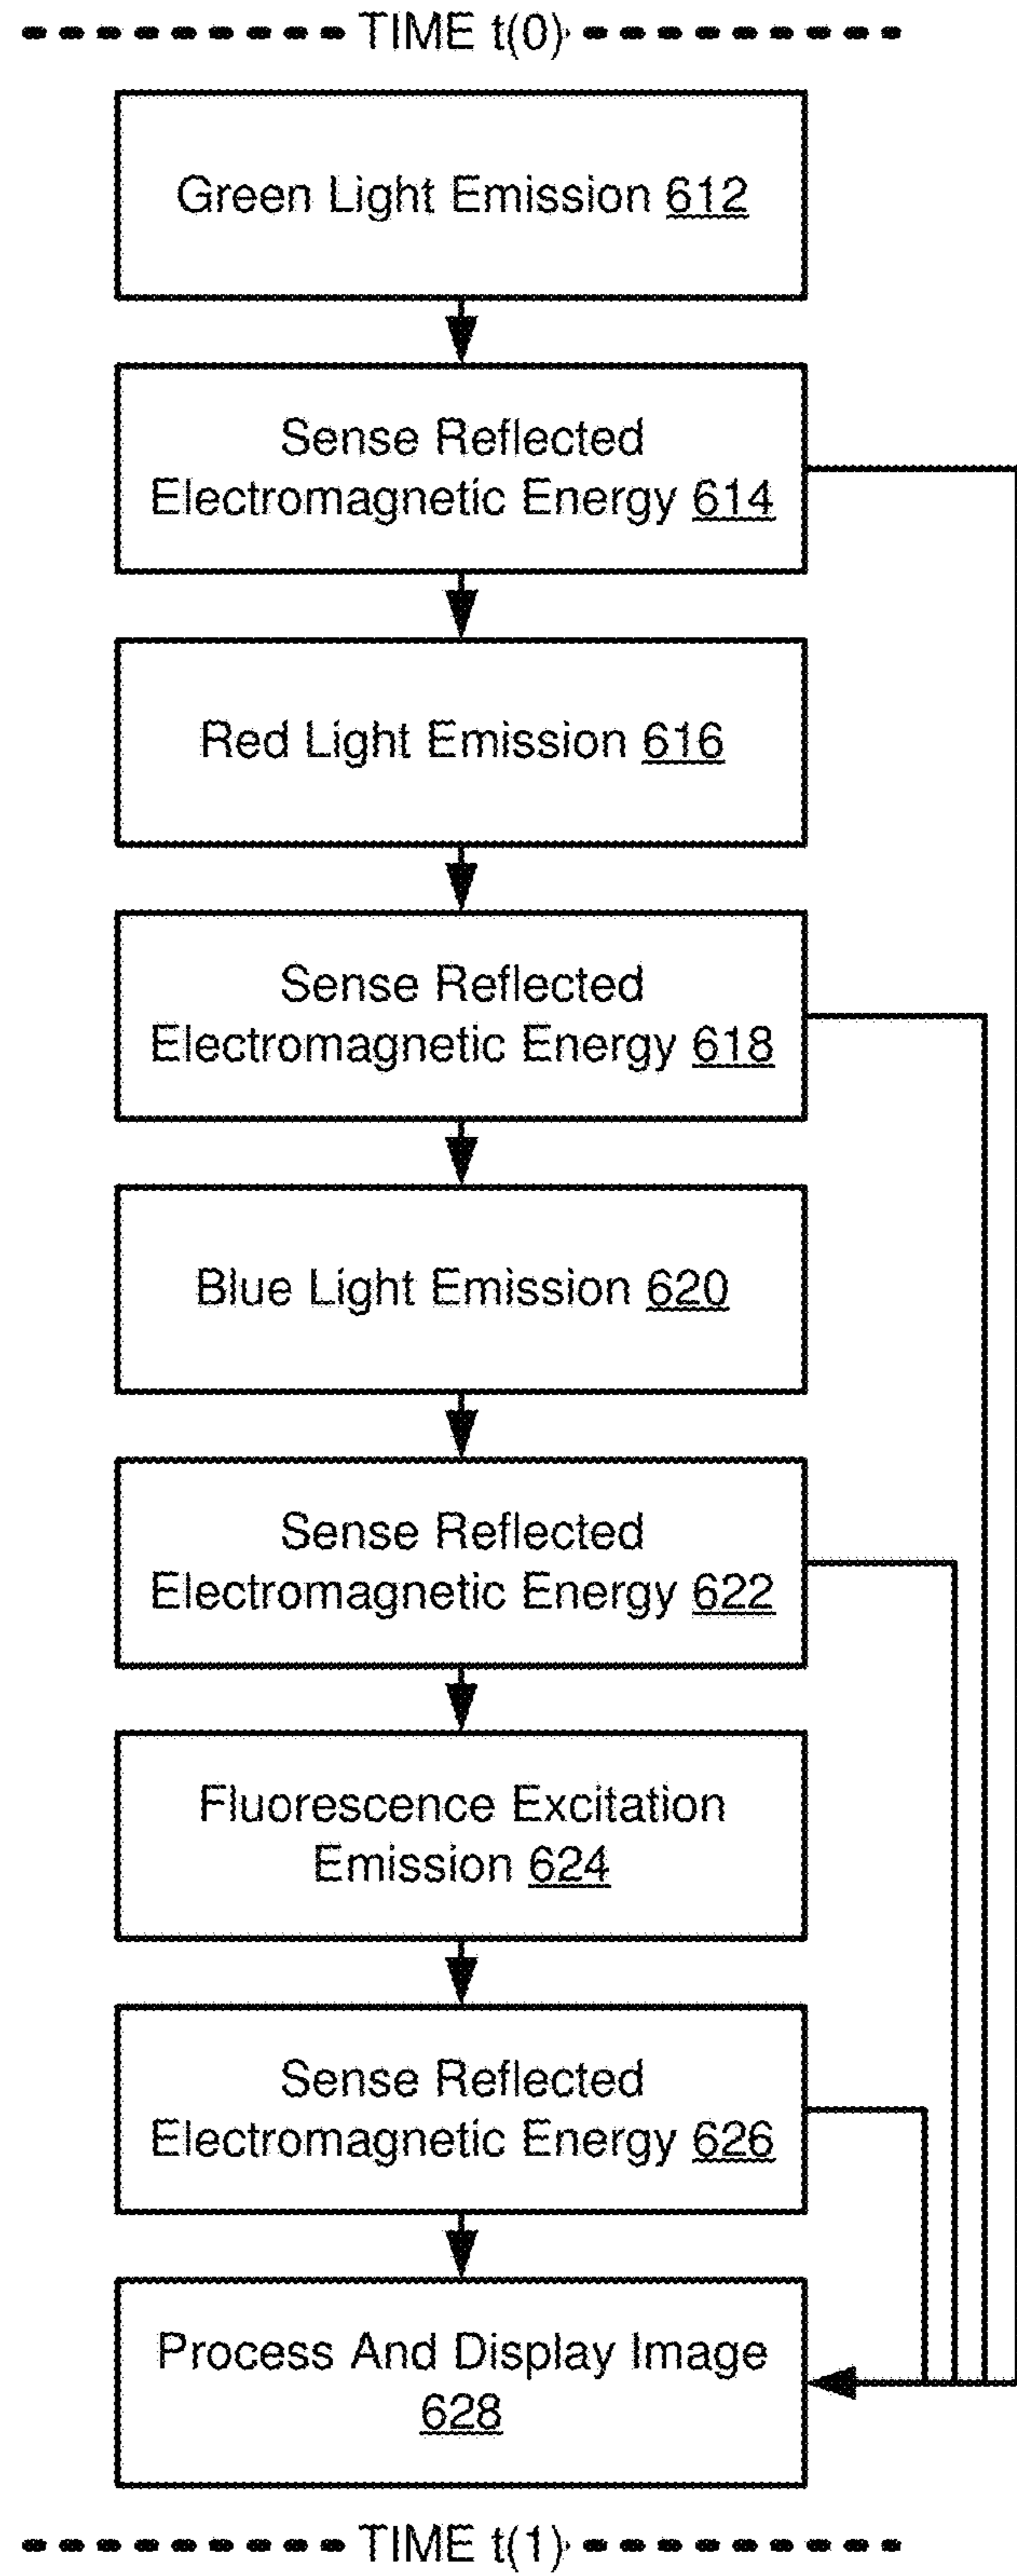 TIME t(0)
Green Light Emission 612
Sense Reflected
Electromagnetic Energy 614
Red Light Emission 616
Sense Reflected
Electromagnetic Energy 618
Blue Light Emission 620
Sense Reflected
Electromagnetic Energy 622
Fluorescence Excitation
Emission 624
Sense Reflected
Electromagnetic Energy 626
Process And Display Image
628
TIME t(1)